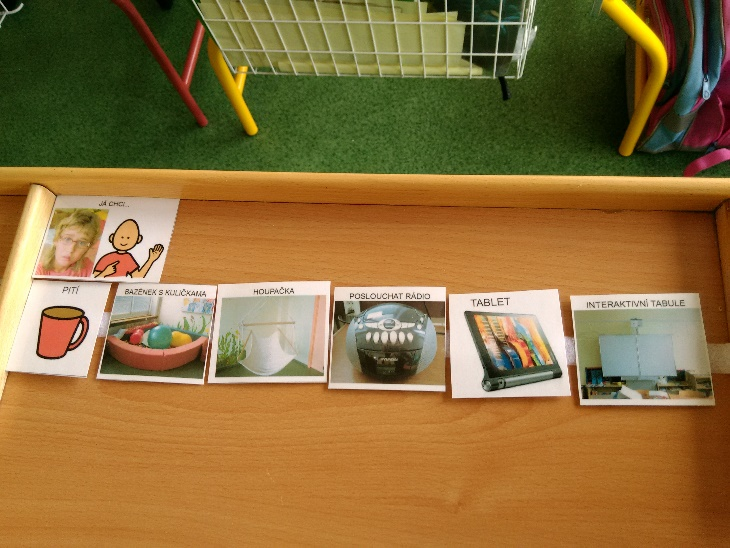 JÁ CHCI...
PITÍ
BAZÉNEK S KULIČKAMA
HOUPAČKA
POSLOUCHAT RÁDIO
TABLET
INTERAKTIVNÍ TABULE